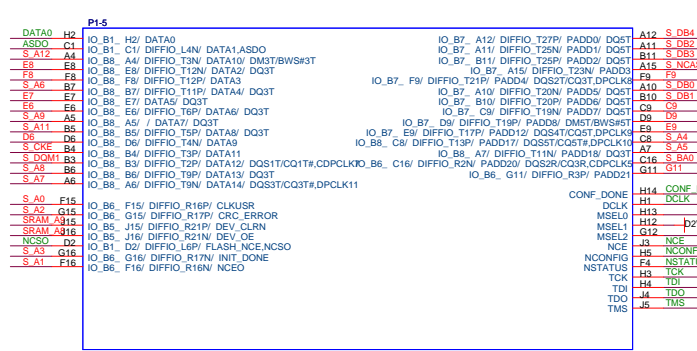 P1-5
DATA0 H2 IO_B1_ H2/ DATA0
ASDO C1 IO_B1_ C1/ DIFFIO_L4N/ DATA1,ASDO
S_A12 A4 IO_B8_ A4/ DIFFIO_T3N/ DATA10/ DM3T/BWS#3T
E8 E8 IO_B8_ E8/ DIFFIO_T12N/ DATA2/ DQ3T
F8 F8 IO_B8_ F8/ DIFFIO_T12P/ DATA3
S_A6 B7 IO_B8_ B7/ DIFFIO_T11P/ DATA4/ DQ3T
E7 E7 IO_B8_ E7/ DATA5/ DQ3T
E6 E6 IO_B8_ E6/ DIFFIO_T6P/ DATA6/ DQ3T
S_A9 A5 IO_B8_ A5/ / DATA7/ DQ3T
S_A11 B5 IO_B8_ B5/ DIFFIO_T5P/ DATA8/ DQ3T
D6 D6 IO_B8_ D6/ DIFFIO_T4N/ DATA9
S_CKE B4 IO_B8_ B4/ DIFFIO_T3P/ DATA11
S_DQM1 B3 IO_B8_ B3/ DIFFIO_T2P/ DATA12/ DQS1T/CQ1T#,CDPCLK7
S_A8 B6 IO_B8_ B6/ DIFFIO_T9P/ DATA13/ DQ3T
S_A7 A6 IO_B8_ A6/ DIFFIO_T9N/ DATA14/ DQS3T/CQ3T#,DPCLK11
S_A0 F15 IO_B6_ F15/ DIFFIO_R16P/ CLKUSR
S_A2 G15 IO_B6_ G15/ DIFFIO_R17P/ CRC_ERROR
SRAM_A9 J15 IO_B5_ J15/ DIFFIO_R21P/ DEV_CLRN
SRAM_A8 J16 IO_B5_ J16/ DIFFIO_R21N/ DEV_OE
NCSO D2 IO_B1_ D2/ DIFFIO_L6P/ FLASH_NCE,NCSO
S_A3 G16 IO_B6_ G16/ DIFFIO_R17N/ INIT_DONE
S_A1 F16 IO_B6_ F16/ DIFFIO_R16N/ NCEO
IO_B7_ A12/ DIFFIO_T27P/ PADD0/ DQ5T A12 S_DB4
IO_B7_ A11/ DIFFIO_T25N/ PADD1/ DQ5T A11 S_DB2
IO_B7_ B11/ DIFFIO_T25P/ PADD2/ DQ5T B11 S_DB3
IO_B7_ A15/ DIFFIO_T23N/ PADD3 A15 S_NCA
IO_B7_ F9/ DIFFIO_T21P/ PADD4/ DQS2T/CQ3T,DPCLK8 F9 F9
IO_B7_ A10/ DIFFIO_T20N/ PADD5/ DQ5T A10 S_DB0
IO_B7_ B10/ DIFFIO_T20P/ PADD6/ DQ5T B10 S_DB1
IO_B7_ C9/ DIFFIO_T19N/ PADD7/ DQ5T C9 C9
IO_B7_ D9/ DIFFIO_T19P/ PADD8/ DM5T/BWS#5T D9 D9
IO_B7_ E9/ DIFFIO_T17P/ PADD12/ DQS4T/CQ5T,DPCLK9 E9 E9
IO_B8_ C8/ DIFFIO_T13P/ PADD17/ DQS5T/CQ5T#,DPCLK10 C8 S_A4
IO_B8_ A7/ DIFFIO_T11N/ PADD18/ DQ3T A7 S_A5
IO_B6_ C16/ DIFFIO_R2N/ PADD20/ DQS2R/CQ3R,CDPCLK5 C16 S_BA0
IO_B6_ G11/ DIFFIO_R3P/ PADD21 G11 G11
CONF_DONE H14 CONF_
DCLK H1 DCLK
MSEL0 H13
MSEL1 H12
MSEL2 G12
NCE J3 NCE
NCONFIG H5 NCONF
NSTATUS F4 NSTAT
TCK H3 TCK
TDI H4 TDI
TDO J4 TDO
TMS J5 TMS